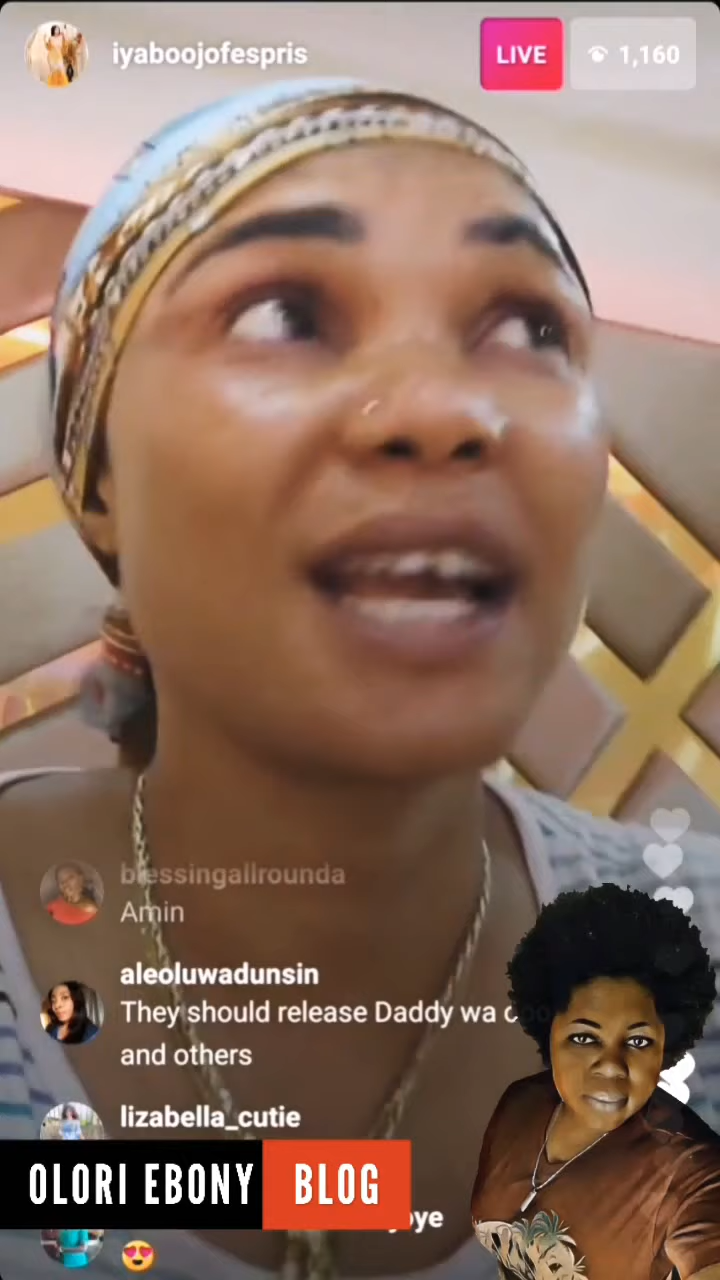 iyaboojofespris
LIVE
1,160
blessingallrounda
Amin
aleoluwadunsin
They should release Daddy wa
and others
lizabella_cutie
OLORI EBONY BLOG